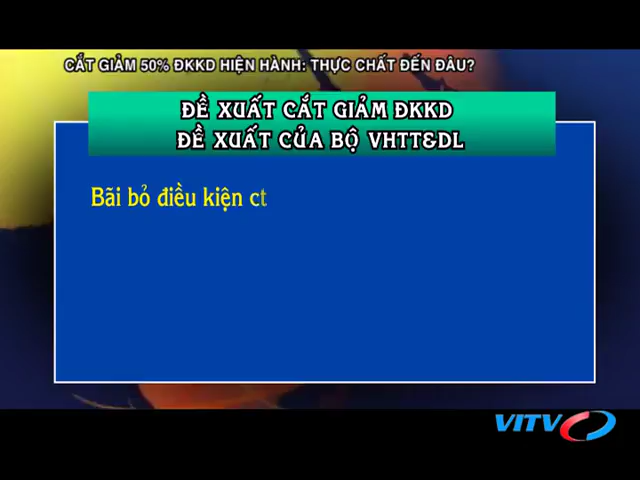 CẮT GIẢM 50% ĐKKD HIỆN HÀNH: THỰC CHẤT ĐẾN ĐÂU?
ĐỀ XUẤT CẮT GIẢM ĐKKD
ĐỀ XUẤT CỦA BỘ VHTT&DL
Bãi bỏ điều kiện ct
VITV